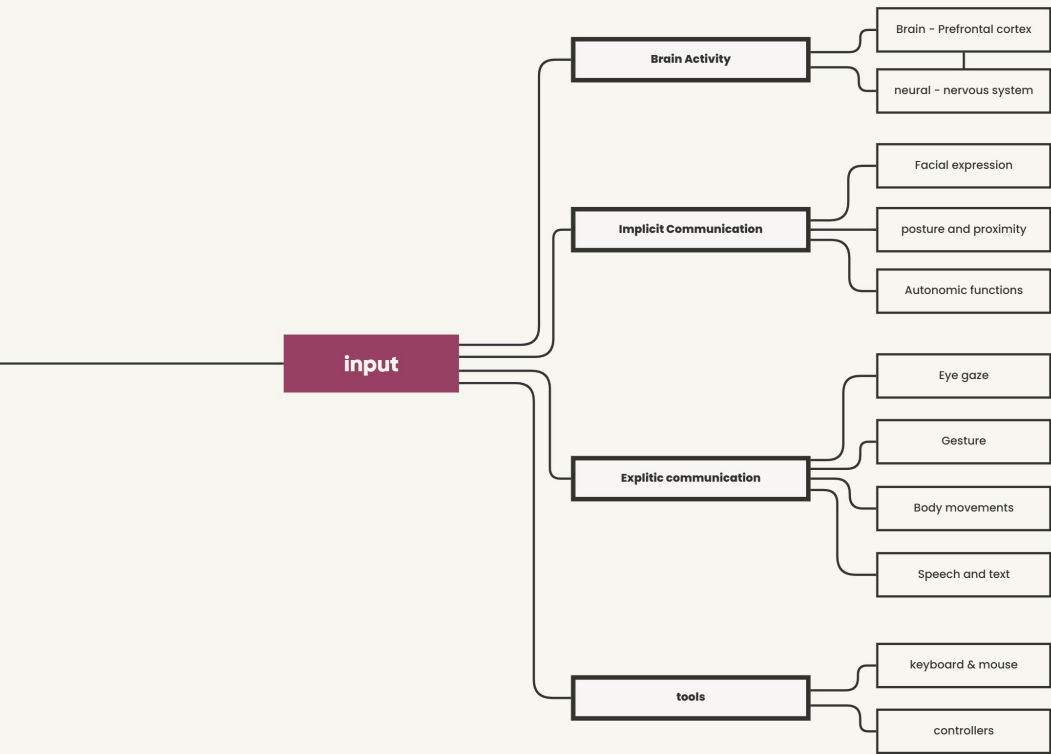 input
Brain Activity
Brain - Prefrontal cortex
neural - nervous system
Implicit Communication
Facial expression
posture and proximity
Autonomic functions
Explitic communication
Eye gaze
Gesture
Body movements
Speech and text
tools
keyboard & mouse
controllers